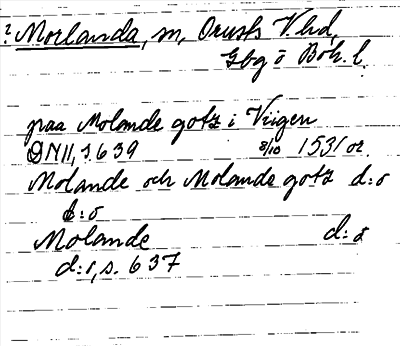 ? Morlanda, sn, Orusts V. hd,
Gbg o Boh. l.
paa Molande gotz i Viigen
DN II, s. 639 8/10 1531 or.
Molande och Molande gotz d:o
d:o
Molande d:o
d:o, s. 637